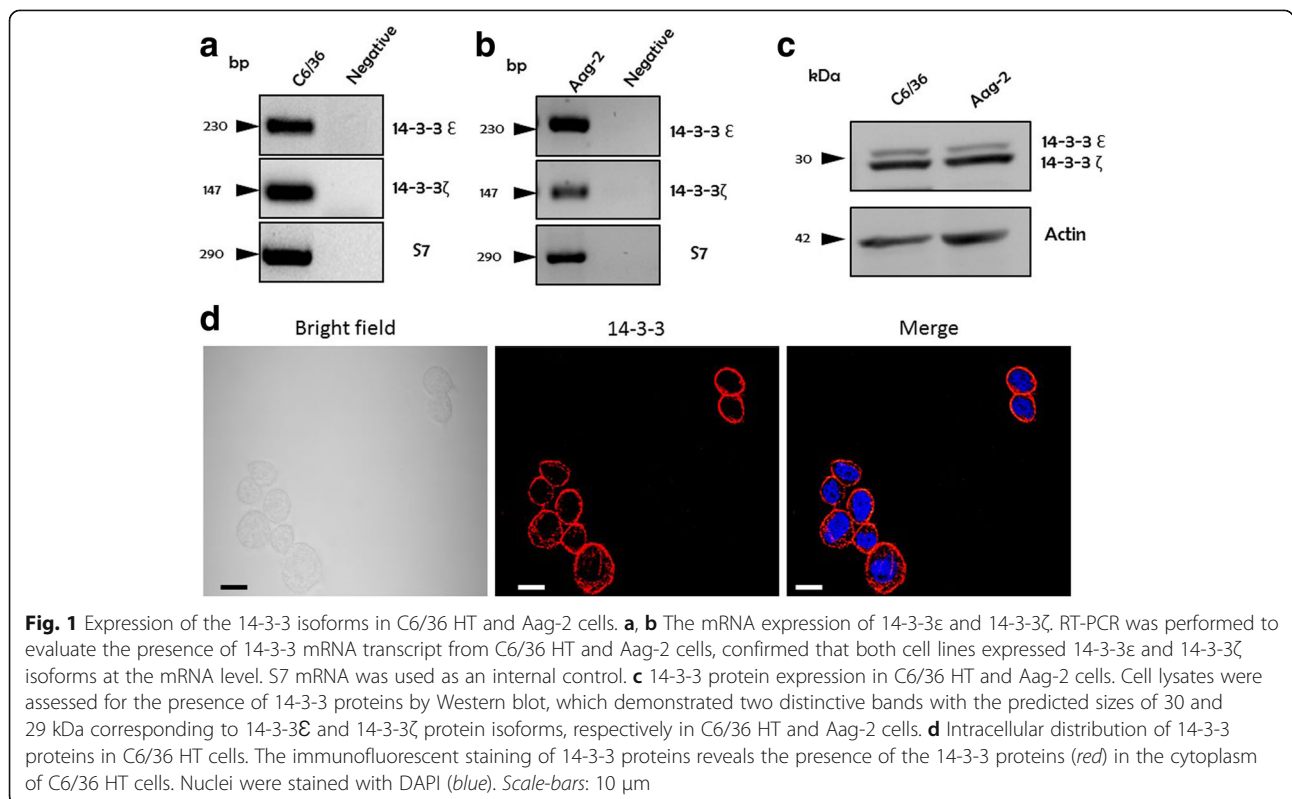 a
bp
C6/36
Negative
230
14-3-3 Ɛ
147
14-3-3ζ
290
S7
b
bp
Aag-2
Negative
230
14-3-3 Ɛ
147
14-3-3ζ
290
S7
c
kDa
C6/36
Aag-2
30
14-3-3 Ɛ
14-3-3 ζ
42
Actin
d
Bright field
14-3-3
Merge
Fig. 1 Expression of the 14-3-3 isoforms in C6/36 HT and Aag-2 cells. a, b The mRNA expression of 14-3-3ε and 14-3-3ζ. RT-PCR was performed to
evaluate the presence of 14-3-3 mRNA transcript from C6/36 HT and Aag-2 cells, confirmed that both cell lines expressed 14-3-3ε and 14-3-3ζ
isoforms at the mRNA level. S7 mRNA was used as an internal control. c 14-3-3 protein expression in C6/36 HT and Aag-2 cells. Cell lysates were
assessed for the presence of 14-3-3 proteins by Western blot, which demonstrated two distinctive bands with the predicted sizes of 30 and
29 kDa corresponding to 14-3-3Ɛ and 14-3-3ζ protein isoforms, respectively in C6/36 HT and Aag-2 cells. d Intracellular distribution of 14-3-3
proteins in C6/36 HT cells. The immunofluorescent staining of 14-3-3 proteins reveals the presence of the 14-3-3 proteins (red) in the cytoplasm
of C6/36 HT cells. Nuclei were stained with DAPI (blue). Scale-bars: 10 μm